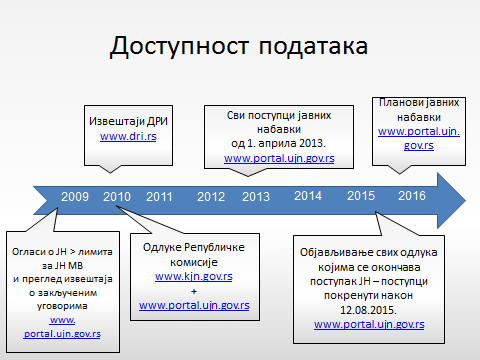 Доступност података
Извештаји ДРИ
www.dri.rs
Сви поступци јавних
набавки
од 1. априла 2013.
www.portal.ujn.gov.rs
Планови јавних
набавки
www.portal.ujn.
gov.rs
2009 2010 2011 2012 2013 2014 2015 2016
Огласи о ЈН > лимита
за ЈН МВ
и преглед извештаја
о закљученим
уговорима
www.
portal.ujn.gov.rs
Одлуке Републичке
комисије
www.kjn.gov.rs
+
www.portal.ujn.gov.rs
Објављивање свих одлука
којима се окончава
поступак ЈН – поступци
покренути након
12.08.2015.
www.portal.ujn.gov.rs